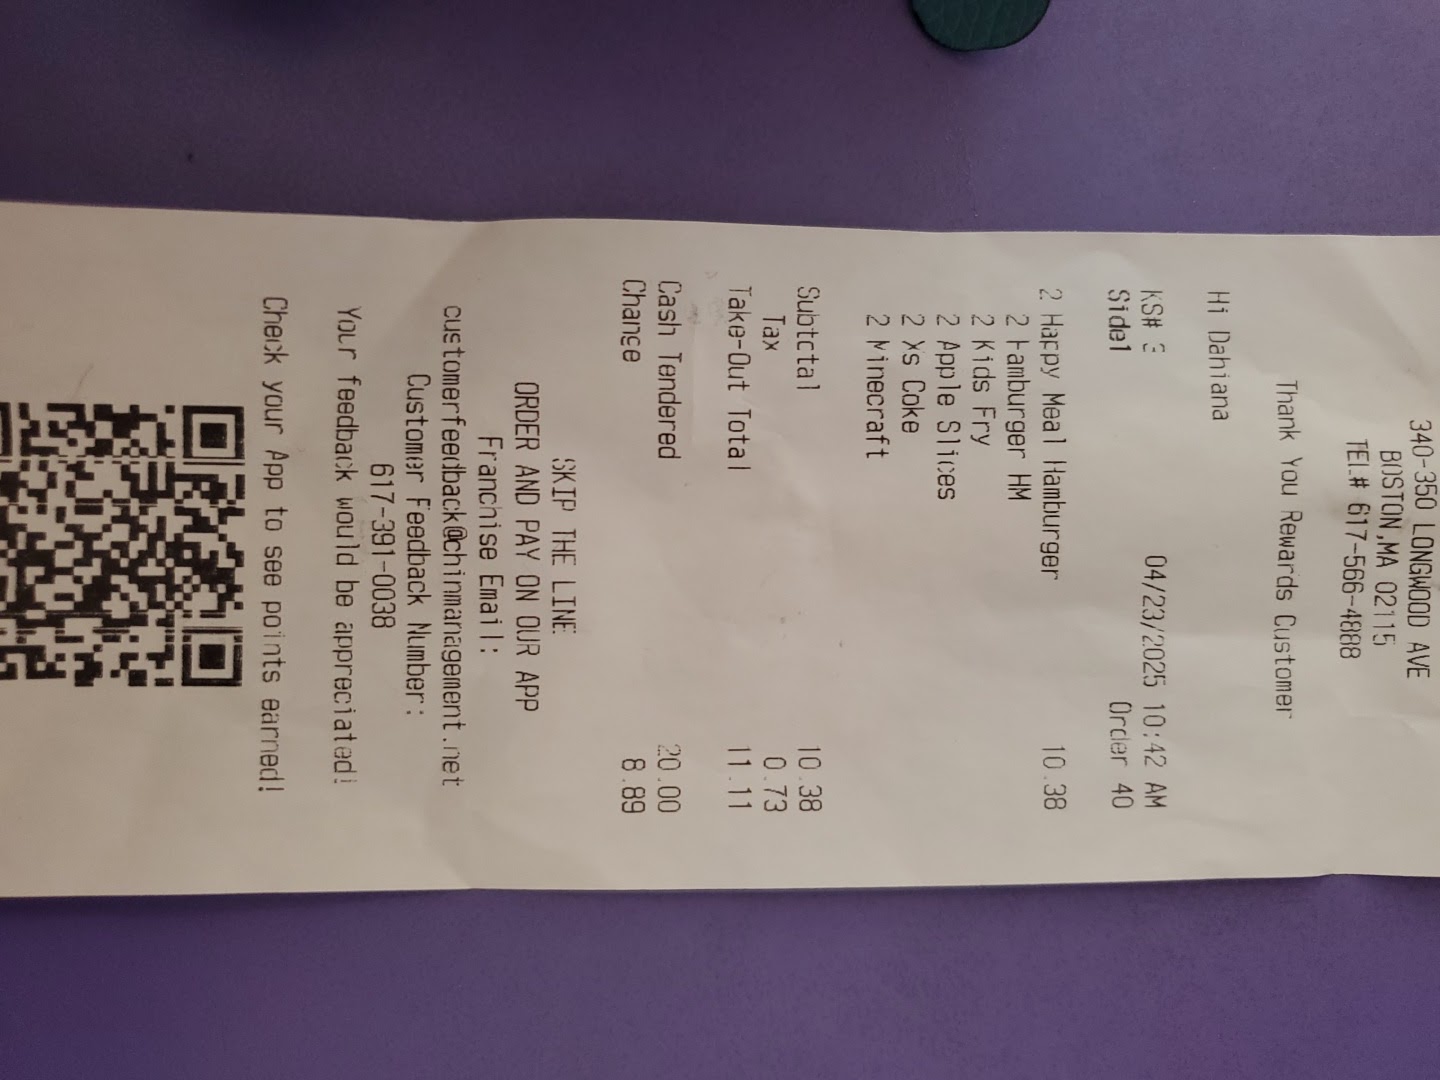 340-350 LONGWOOD AVE
BOSTON,MA 02115
TEL# 617-566-4888
Thank You Rewards Customer
Hi Dahiana
KS# 3 04/23/2025 10:42 AM
Side1 Order 40
2 Happy Meal Hamburger 10.38
2 Hamburger HM
2 Kids Fry
2 Apple Slices
2 XS Coke
2 Minecraft
Subtotal 10.38
Tax 0.73
Take-Out Total 11.11
Cash Tendered 20.00
Change 8.89
SKIP THE LINE
ORDER AND PAY ON OUR APP
Franchise Email:
customerfeedback@chinmanagement.net
Customer Feedback Number:
617-391-0038
Your feedback would be appreciated!
Check your App to see points earned!